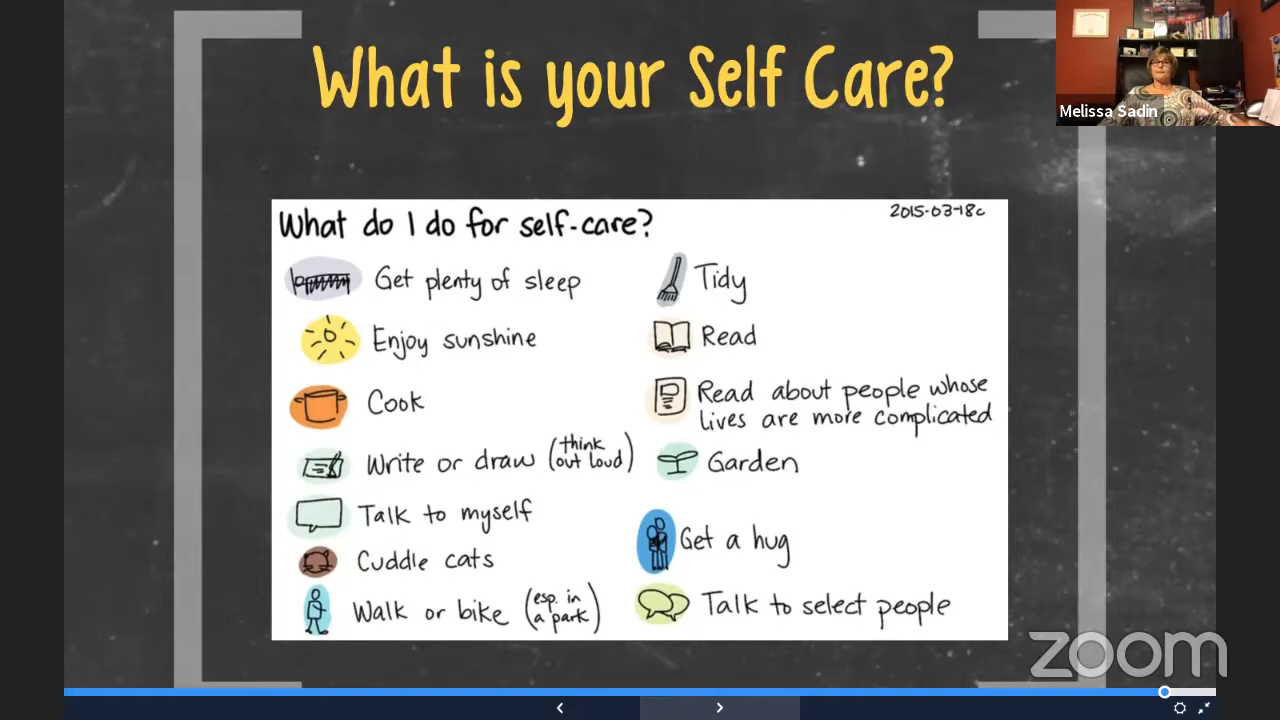 What is your Self Care?
Melissa Sadin
What do I do for self-care?
2015-03-18c
Get plenty of sleep
Enjoy sunshine
Cook
Write or draw (think
out loud)
Talk to myself
Cuddle cats
Walk or bike (esp. in
a park)
Tidy
Read
Read about people whose
lives are more complicated
Garden
Get a hug
Talk to select people
zoom